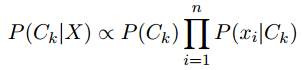 P(C_k|X) ∝ P(C_k) ∏_{i=1}^{n} P(x_i|C_k)